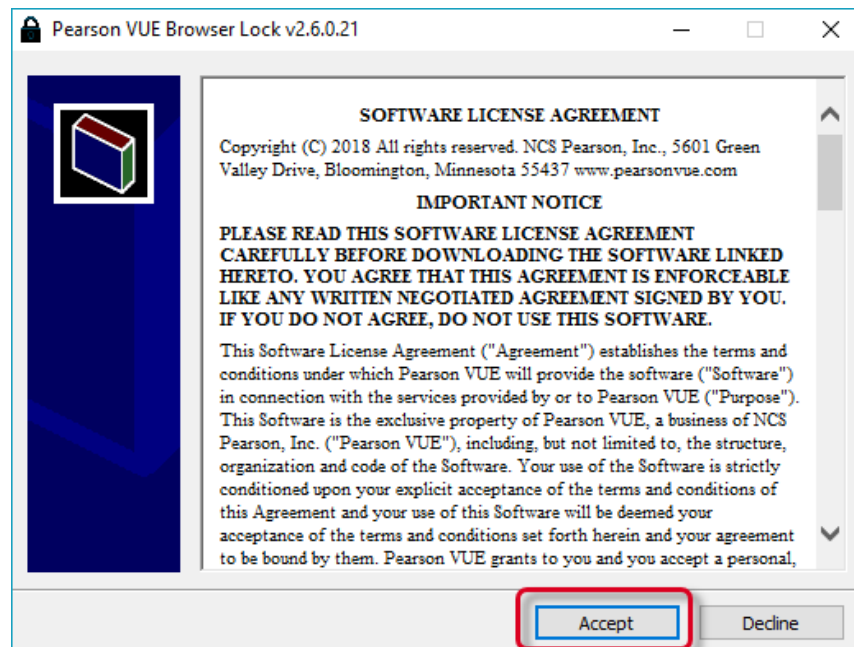 Pearson VUE Browser Lock v2.6.0.21
SOFTWARE LICENSE AGREEMENT
Copyright (C) 2018 All rights reserved. NCS Pearson, Inc., 5601 Green
Valley Drive, Bloomington, Minnesota 55437 www.pearsonvue.com
IMPORTANT NOTICE
PLEASE READ THIS SOFTWARE LICENSE AGREEMENT
CAREFULLY BEFORE DOWNLOADING THE SOFTWARE LINKED
HERETO. YOU AGREE THAT THIS AGREEMENT IS ENFORCEABLE
LIKE ANY WRITTEN NEGOTIATED AGREEMENT SIGNED BY YOU.
IF YOU DO NOT AGREE, DO NOT USE THIS SOFTWARE.
This Software License Agreement ("Agreement") establishes the terms and
conditions under which Pearson VUE will provide the software ("Software")
in connection with the services provided by or to Pearson VUE ("Purpose").
This Software is the exclusive property of Pearson VUE, a business of NCS
Pearson, Inc. ("Pearson VUE"), including, but not limited to, the structure,
organization and code of the Software. Your use of the Software is strictly
conditioned upon your explicit acceptance of the terms and conditions of
this Agreement and your use of this Software will be deemed your
acceptance of the terms and conditions set forth herein and your agreement
to be bound by them. Pearson VUE grants to you and you accept a personal,
Accept
Decline